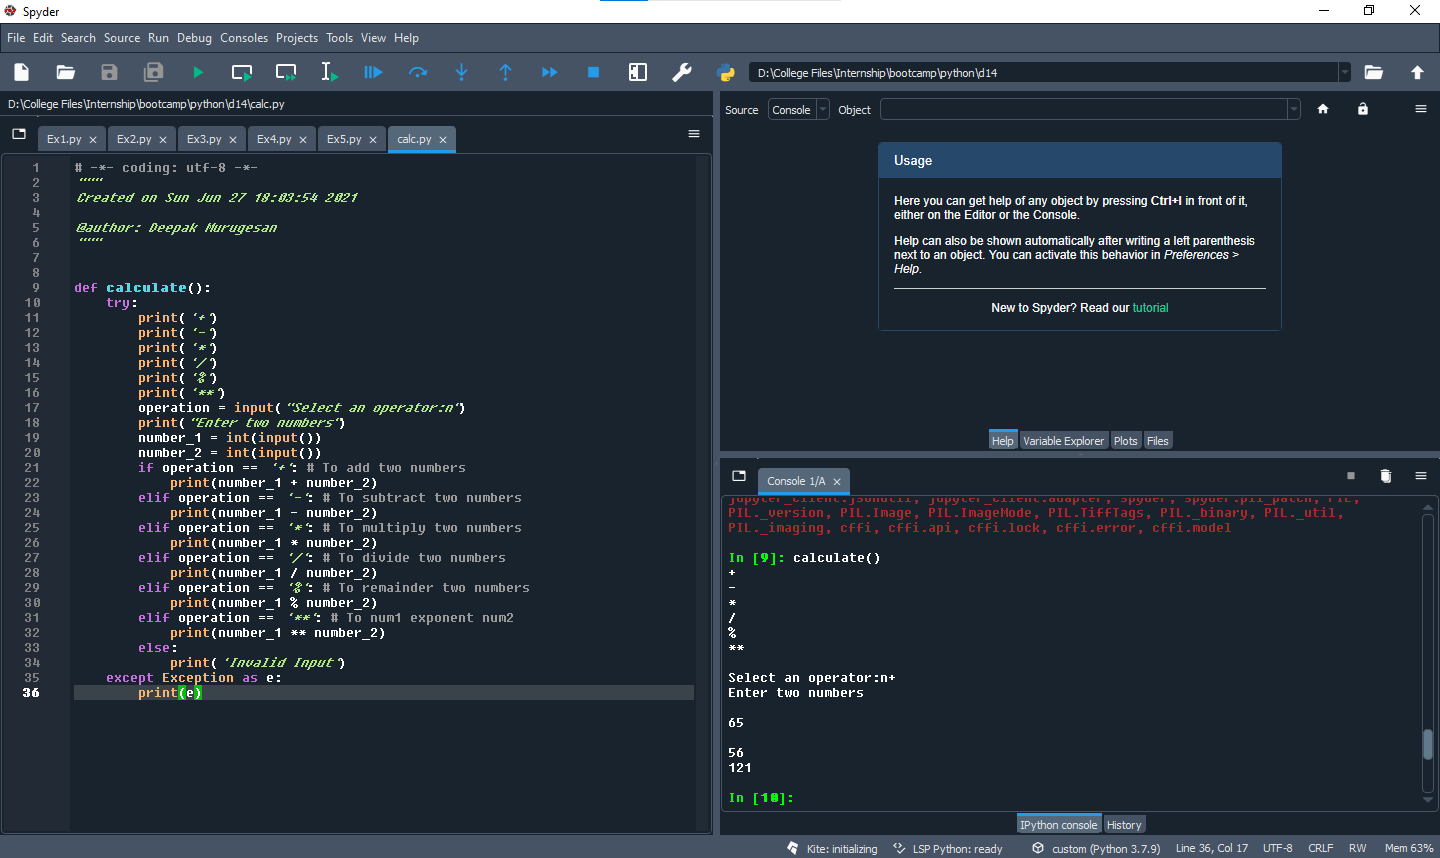 Spyder
File Edit Search Source Run Debug Consoles Projects Tools View Help
D:\College Files\Internship\bootcamp\python\d14
D:\College Files\Internship\bootcamp\python\d14\calc.py
Ex1.py Ex2.py Ex3.py Ex4.py Ex5.py calc.py
1 # -*- coding: utf-8 -*-
2 """
3 Created on Sun Jun 27 18:03:54 2021
4
5 @author: Deepak Murugesan
6 """
7
8
9 def calculate():
10 try:
11 print('+')
12 print('-')
13 print('*')
14 print('/')
15 print('%')
16 print('**')
17 operation = input("Select an operator:n")
18 print("Enter two numbers")
19 number_1 = int(input())
20 number_2 = int(input())
21 if operation == '+': # To add two numbers
22 print(number_1 + number_2)
23 elif operation == '-': # To subtract two numbers
24 print(number_1 - number_2)
25 elif operation == '*': # To multiply two numbers
26 print(number_1 * number_2)
27 elif operation == '/': # To divide two numbers
28 print(number_1 / number_2)
29 elif operation == '%': # To remainder two numbers
30 print(number_1 % number_2)
31 elif operation == '**': # To num1 exponent num2
32 print(number_1 ** number_2)
33 else:
34 print('Invalid Input')
35 except Exception as e:
36 print(e)
Source Console Object
Usage
Here you can get help of any object by pressing Ctrl+I in front of it,
either on the Editor or the Console.
Help can also be shown automatically after writing a left parenthesis
next to an object. You can activate this behavior in Preferences >
Help.
New to Spyder? Read our tutorial
Help Variable Explorer Plots Files
Console 1/A
jupyter_client.jsonutil, jupyter_client.adapter, spyder, spyder.pil_patch, PIL,
PIL._version, PIL.Image, PIL.ImageMode, PIL.TiffTags, PIL._binary, PIL._util,
PIL._imaging, cffi, cffi.api, cffi.lock, cffi.error, cffi.model
In [9]: calculate()
+
-
*
/
%
**
Select an operator:n+
Enter two numbers
65
56
121
In [10]:
IPython console History
Kite: initializing LSP Python: ready custom (Python 3.7.9) Line 36, Col 17 UTF-8 CRLF RW Mem 63%